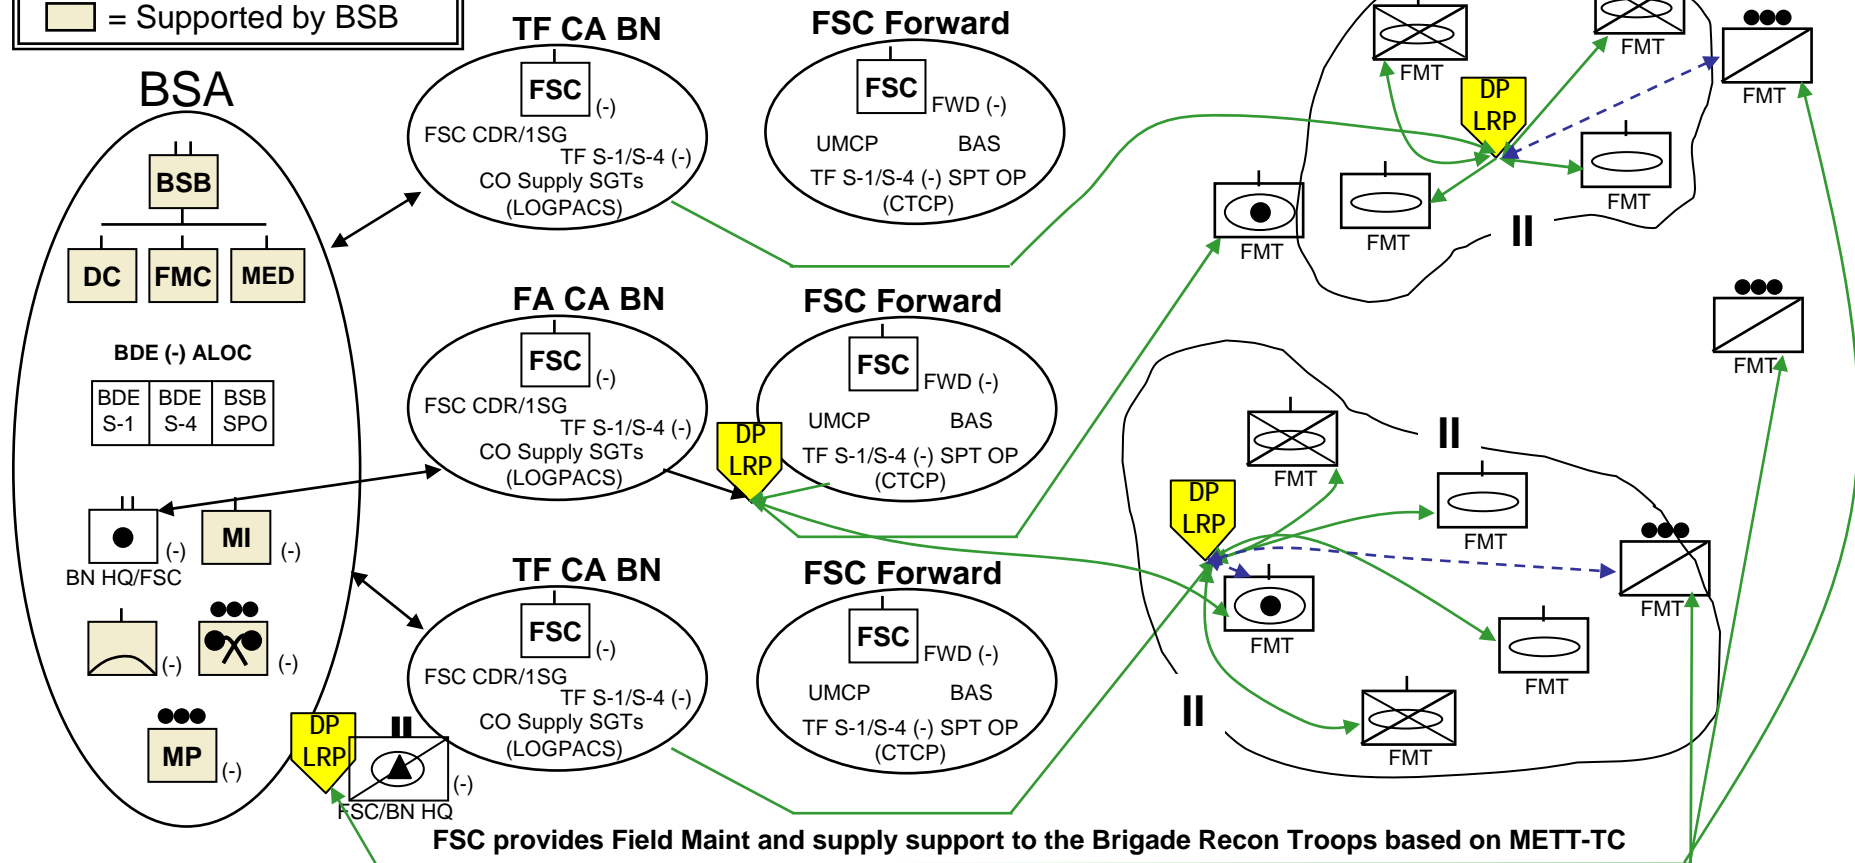 = Supported by BSB
BSA
BSB
DC
FMC
MED
BDE (-) ALOC
BDE
S-1
BDE
S-4
BSB
SPO
(-)
BN HQ/FSC
MI
(-)
(-)
(-)
MP
(-)
DP
LRP
(-)
FSC/BN HQ
TF CA BN
FSC
(-)
FSC CDR/1SG
TF S-1/S-4 (-)
CO Supply SGTs
(LOGPACS)
FSC Forward
FSC
FWD (-)
UMCP BAS
TF S-1/S-4 (-) SPT OP
(CTCP)
FA CA BN
FSC
(-)
FSC CDR/1SG
TF S-1/S-4 (-)
CO Supply SGTs
(LOGPACS)
DP
LRP
FSC Forward
FSC
FWD (-)
UMCP BAS
TF S-1/S-4 (-) SPT OP
(CTCP)
TF CA BN
FSC
(-)
FSC CDR/1SG
TF S-1/S-4 (-)
CO Supply SGTs
(LOGPACS)
FSC Forward
FSC
FWD (-)
UMCP BAS
TF S-1/S-4 (-) SPT OP
(CTCP)
FMT
FMT
FMT
DP
LRP
FMT
FMT
FMT
II
FMT
II
FMT
DP
LRP
FMT
FMT
FMT
FMT
II
FMT
FSC provides Field Maint and supply support to the Brigade Recon Troops based on METT-TC